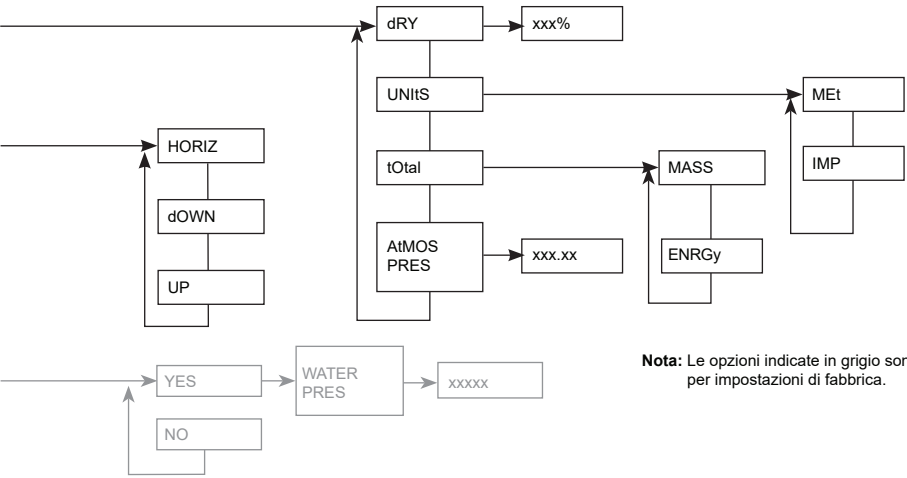 dRY
xxx%
UNItS
MEt
HORIZ
tOtal
MASS
IMP
dOWN
AtMOS
PRES
xxx.xx
ENRGy
UP
Nota: Le opzioni indicate in grigio
per impostazioni di fabbrica.
YES
WATER
PRES
xxxxx
NO